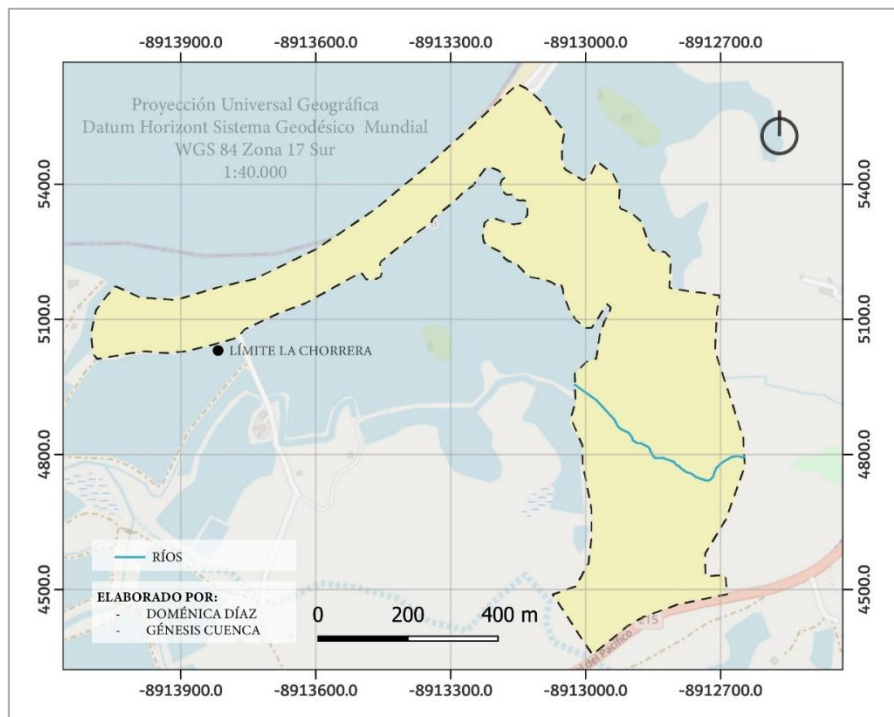 -8913900.0 -8913600.0 -8913300.0 -8913000.0 -8912700.0
Proyección Universal Geográfica
Datum Horizont Sistema Geodésico Mundial
WGS 84 Zona 17 Sur
1:40.000
5400.0 5400.0
5100.0 5100.0
LÍMITE LA CHORRERA
4800.0 4800.0
RÍOS
4500.0 4500.0
ELABORADO POR:
- DOMÉNICA DÍAZ
- GÉNESIS CUENCA
0 200 400 m
E15
del Pacífico
-8913900.0 -8913600.0 -8913300.0 -8913000.0 -8912700.0